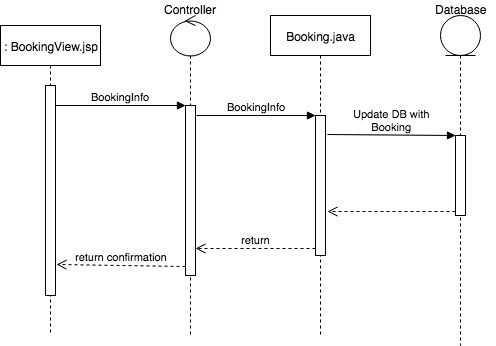 Controller
Database
: BookingView.jsp
Booking.java
BookingInfo
BookingInfo
Update DB with
Booking
return
return confirmation